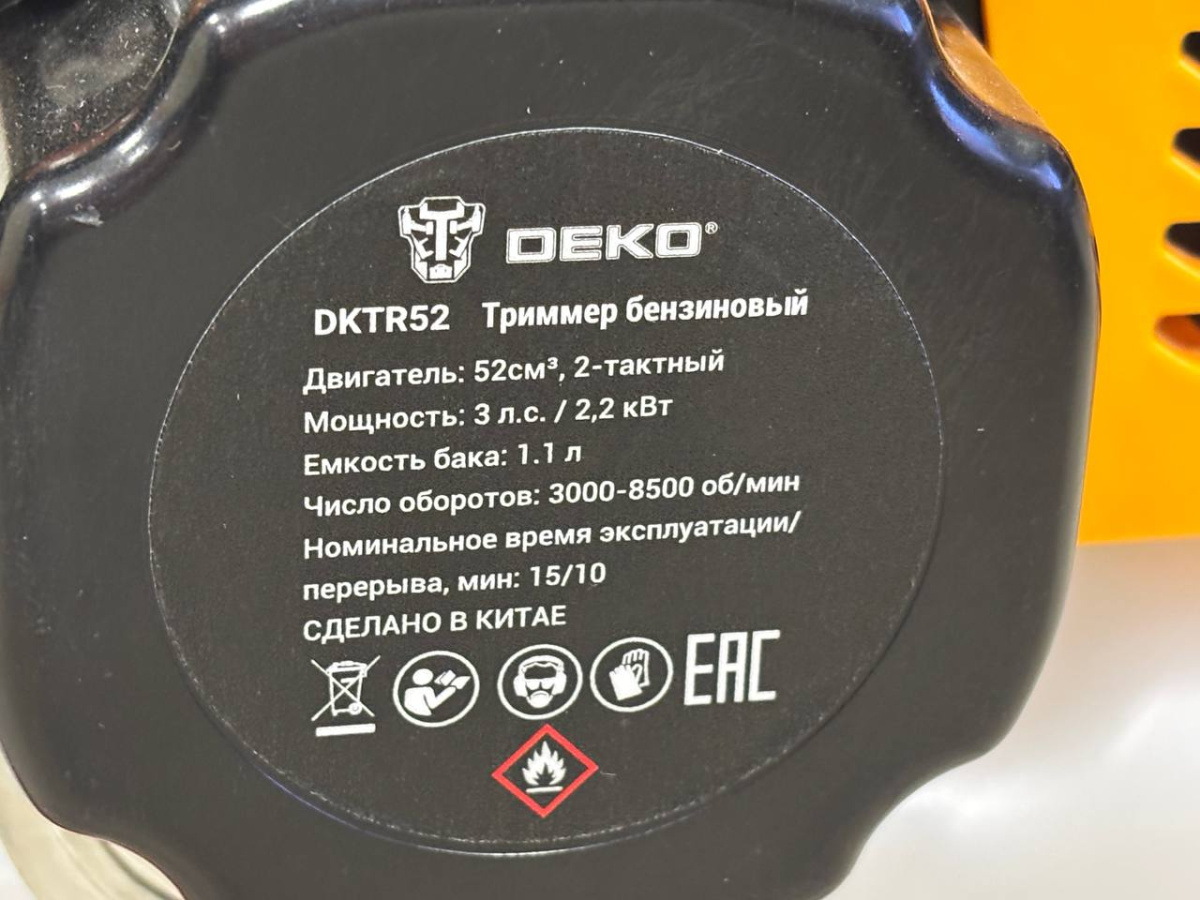 DEKO®
DKTR52 Триммер бензиновый
Двигатель: 52см³, 2-тактный
Мощность: 3 л.с. / 2,2 кВт
Емкость бака: 1.1 л
Число оборотов: 3000-8500 об/мин
Номинальное время эксплуатации/
перерыва, мин: 15/10
СДЕЛАНО В КИТАЕ
EAC